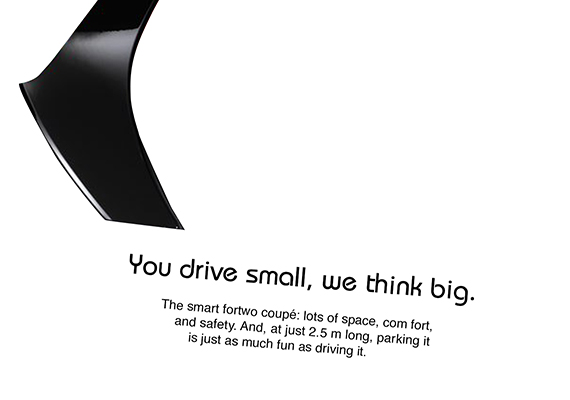 You drive small, we think big.
The smart fortwo coupé: lots of space, com fort,
and safety. And, at just 2.5 m long, parking it
is just as much fun as driving it.